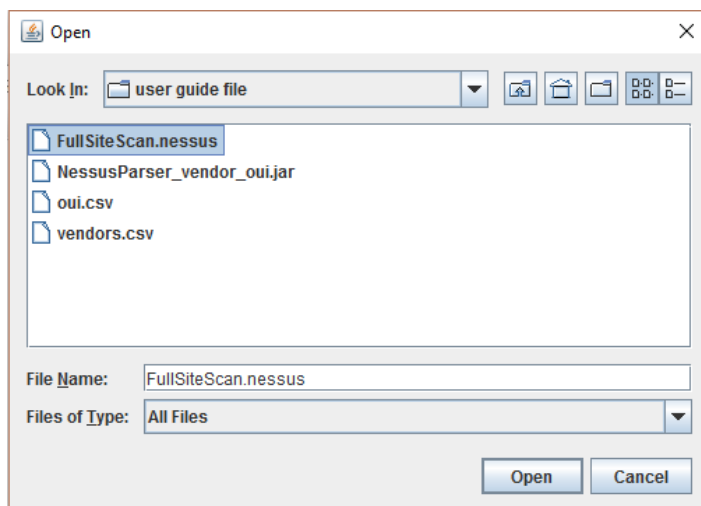 Open
Look In: user guide file
FullSiteScan.nessus
NessusParser_vendor_oui.jar
oui.csv
vendors.csv
File Name: FullSiteScan.nessus
Files of Type: All Files
Open Cancel